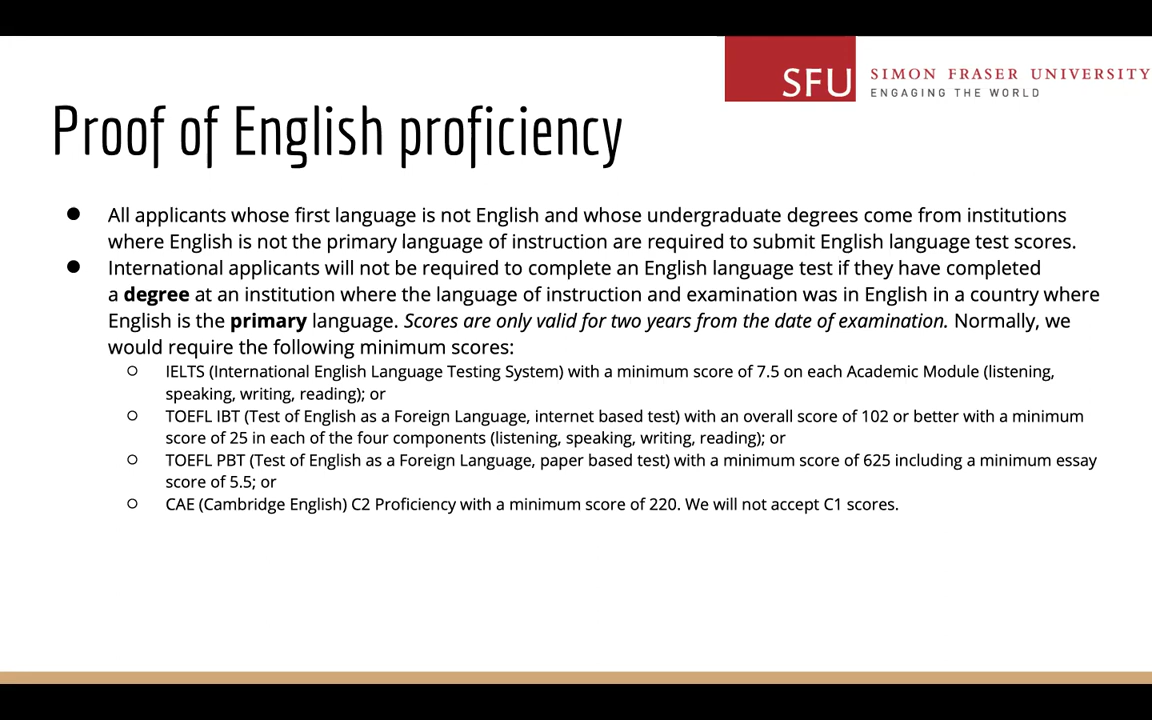 SFU SIMON FRASER UNIVERSITY
ENGAGING THE WORLD
Proof of English proficiency
● All applicants whose first language is not English and whose undergraduate degrees come from institutions
where English is not the primary language of instruction are required to submit English language test scores.
● International applicants will not be required to complete an English language test if they have completed
a degree at an institution where the language of instruction and examination was in English in a country where
English is the primary language. Scores are only valid for two years from the date of examination. Normally, we
would require the following minimum scores:
○ IELTS (International English Language Testing System) with a minimum score of 7.5 on each Academic Module (listening,
speaking, writing, reading); or
○ TOEFL IBT (Test of English as a Foreign Language, internet based test) with an overall score of 102 or better with a minimum
score of 25 in each of the four components (listening, speaking, writing, reading); or
○ TOEFL PBT (Test of English as a Foreign Language, paper based test) with a minimum score of 625 including a minimum essay
score of 5.5; or
○ CAE (Cambridge English) C2 Proficiency with a minimum score of 220. We will not accept C1 scores.